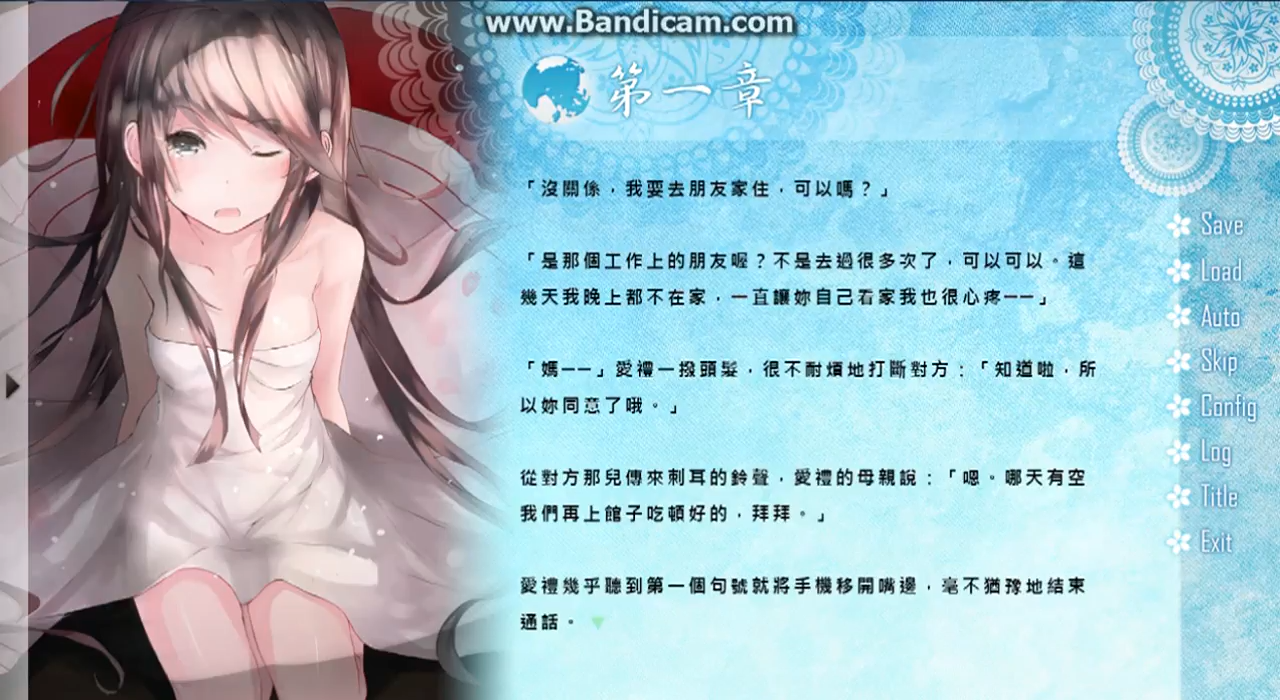 www.Bandicam.com
第一章
「沒關係，我要去朋友家住，可以嗎？」
「是那個工作上的朋友喔？不是去過很多次了，可以可以。這
幾天我晚上都不在家，一直讓妳自己看家我也很心疼——」
「媽——」愛禮一撥頭髮，很不耐煩地打斷對方：「知道啦，所
以妳同意了哦。」
從對方那兒傳來刺耳的鈴聲，愛禮的母親說：「嗯。哪天有空
我們再上館子吃頓好的，拜拜。」
愛禮幾乎聽到第一個句號就將手機移開嘴邊，毫不猶豫地結束
通話。
Save
Load
Auto
Skip
Config
Log
Title
Exit